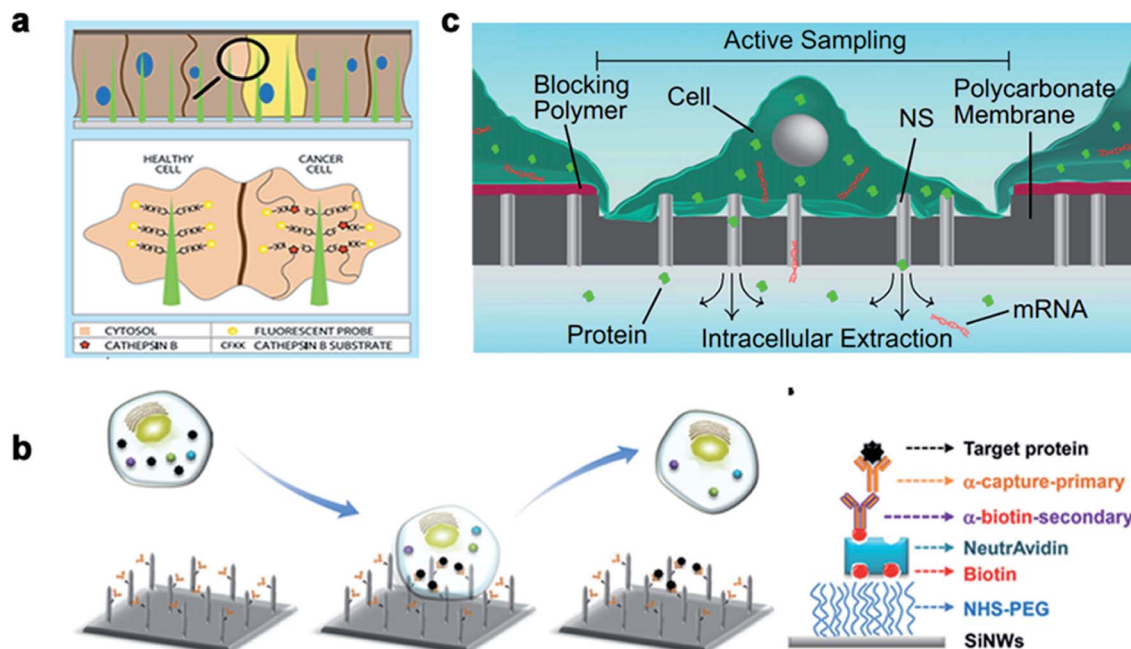 a
HEALTHY
CELL
CANCER
CELL
CYTOSOL
FLUORESCENT PROBE
CATHEPSIN B
CFKK CATHEPSIN B SUBSTRATE
c
Active Sampling
Blocking
Polymer
Cell
NS
Polycarbonate
Membrane
Protein
Intracellular Extraction
mRNA
b
Target protein
α-capture-primary
α-biotin-secondary
NeutrAvidin
Biotin
NHS-PEG
SiNWs